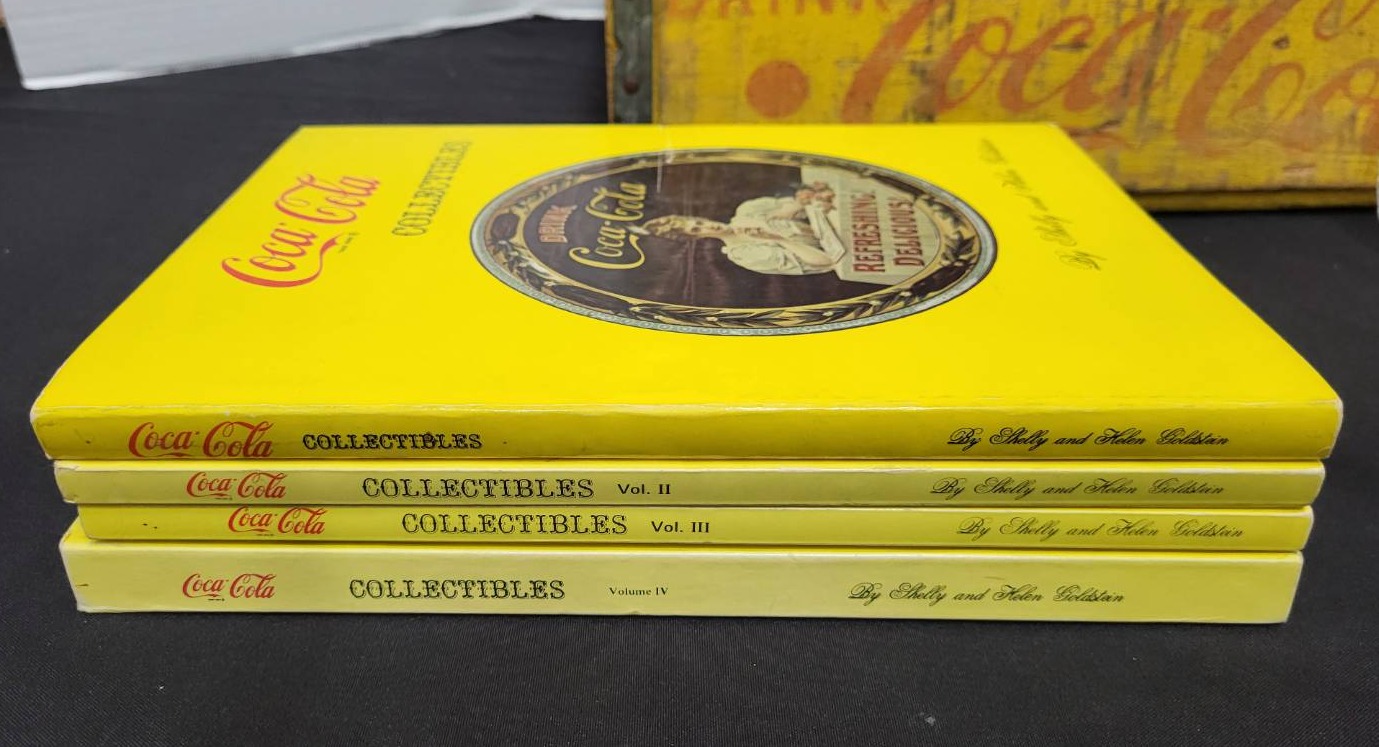 DRINK
Coca-Cola
Coca-Cola
COLLECTIBLES
DRINK
Coca-Cola
REFRESHING!
DELICIOUS!
By Shelly and Helen Goldstein
Coca-Cola COLLECTIBLES By Shelly and Helen Goldstein
Coca-Cola COLLECTIBLES Vol. II By Shelly and Helen Goldstein
Coca-Cola COLLECTIBLES Vol. III By Shelly and Helen Goldstein
Coca-Cola COLLECTIBLES Volume IV By Shelly and Helen Goldstein